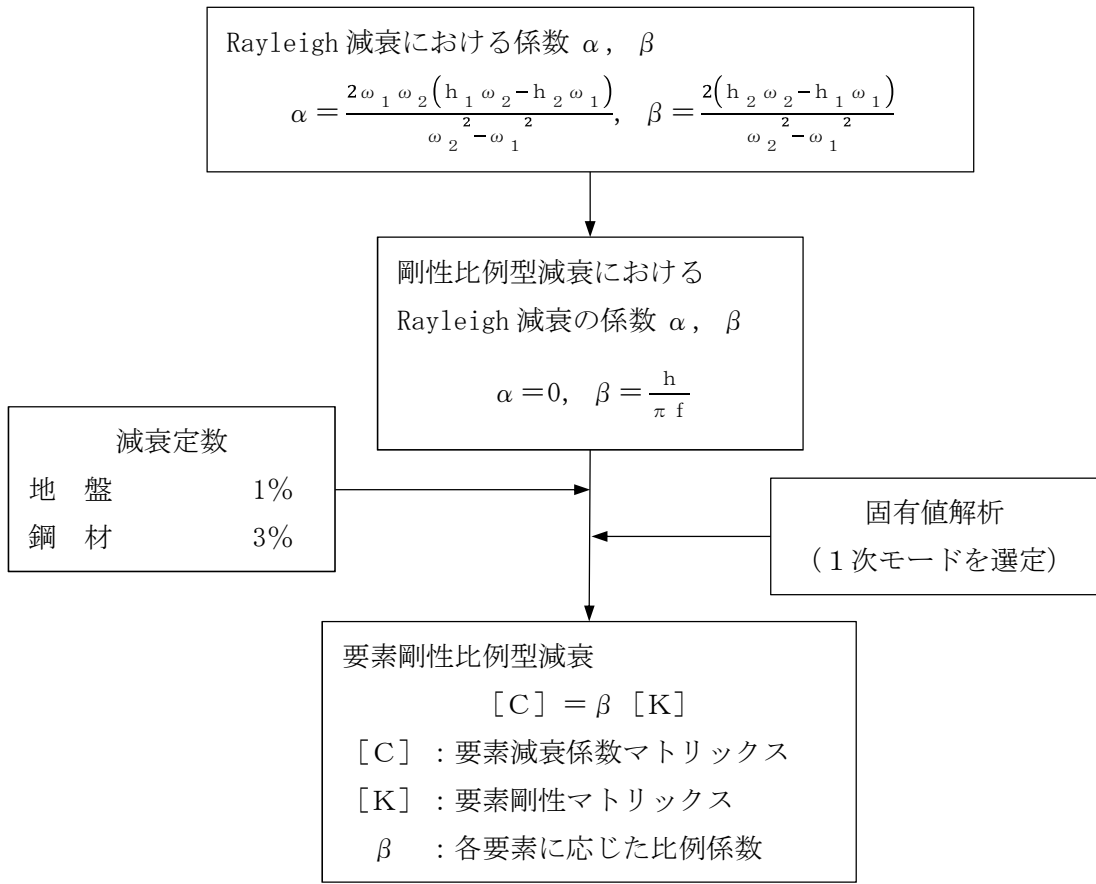 Rayleigh 減衰における係数 α, β
α＝2ω₁ω₂(h₁ω₂−h₂ω₁)/(ω₂²−ω₁²), β＝2(h₂ω₂−h₁ω₁)/(ω₂²−ω₁²)
剛性比例型減衰における
Rayleigh 減衰の係数 α, β
α＝0, β＝h/(πf)
減衰定数
地　盤　1%
鋼　材　3%
固有値解析
（１次モードを選定）
要素剛性比例型減衰
［C］＝β［K］
［C］：要素減衰係数マトリックス
［K］：要素剛性マトリックス
β　：各要素に応じた比例係数